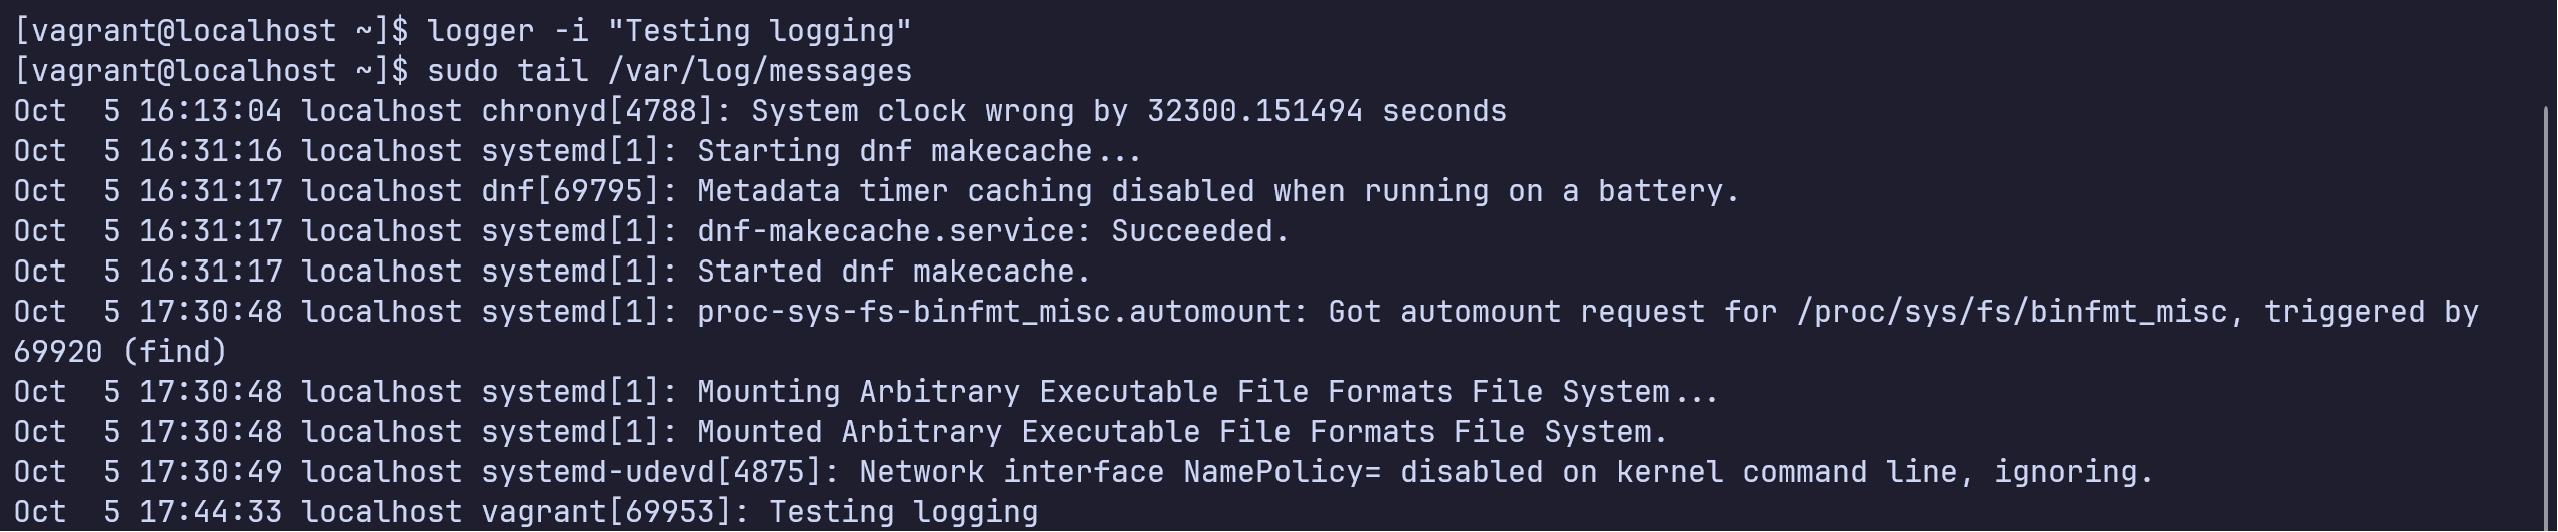 [vagrant@localhost ~]$ logger -i "Testing logging"
[vagrant@localhost ~]$ sudo tail /var/log/messages
Oct  5 16:13:04 localhost chronyd[4788]: System clock wrong by 32300.151494 seconds
Oct  5 16:31:16 localhost systemd[1]: Starting dnf makecache...
Oct  5 16:31:17 localhost dnf[69795]: Metadata timer caching disabled when running on a battery.
Oct  5 16:31:17 localhost systemd[1]: dnf-makecache.service: Succeeded.
Oct  5 16:31:17 localhost systemd[1]: Started dnf makecache.
Oct  5 17:30:48 localhost systemd[1]: proc-sys-fs-binfmt_misc.automount: Got automount request for /proc/sys/fs/binfmt_misc, triggered by
69920 (find)
Oct  5 17:30:48 localhost systemd[1]: Mounting Arbitrary Executable File Formats File System...
Oct  5 17:30:48 localhost systemd[1]: Mounted Arbitrary Executable File Formats File System.
Oct  5 17:30:49 localhost systemd-udevd[4875]: Network interface NamePolicy= disabled on kernel command line, ignoring.
Oct  5 17:44:33 localhost vagrant[69953]: Testing logging